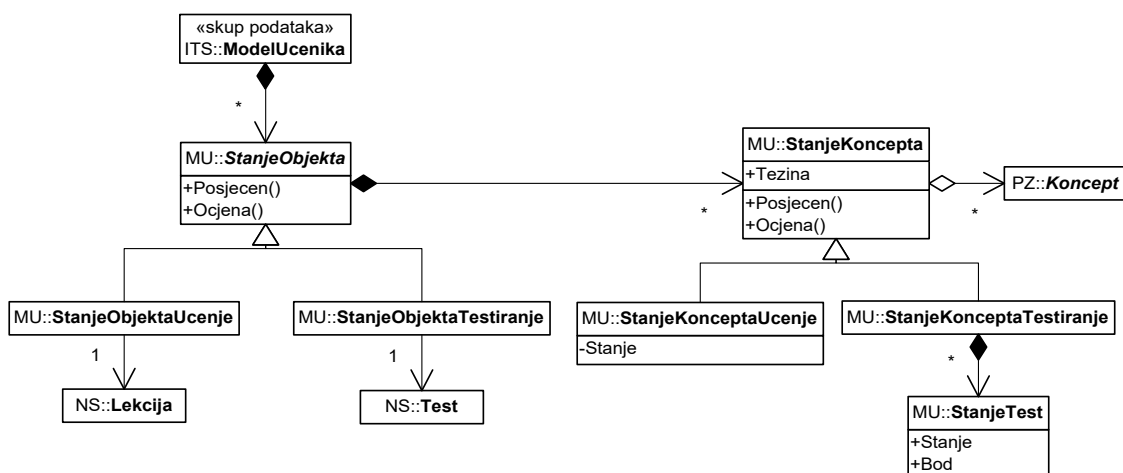 «skup podataka»
ITS::ModelUcenika
*
MU::StanjeObjekta
+Posjecen()
+Ocjena()
*
MU::StanjeKoncepta
+Tezina
+Posjecen()
+Ocjena()
*
PZ::Koncept
MU::StanjeObjektaUcenje
1
NS::Lekcija
MU::StanjeObjektaTestiranje
1
NS::Test
MU::StanjeKonceptaUcenje
-Stanje
MU::StanjeKonceptaTestiranje
*
MU::StanjeTest
+Stanje
+Bod